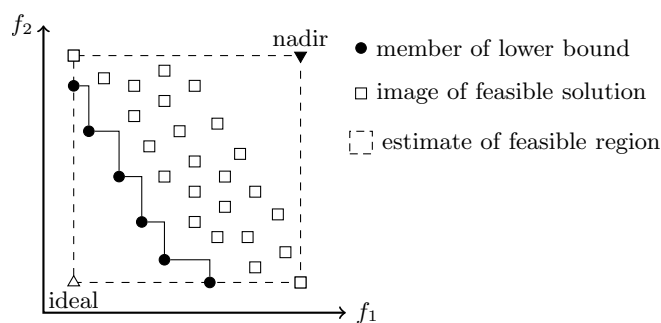 f₂
nadir
member of lower bound
image of feasible solution
estimate of feasible region
ideal
f₁